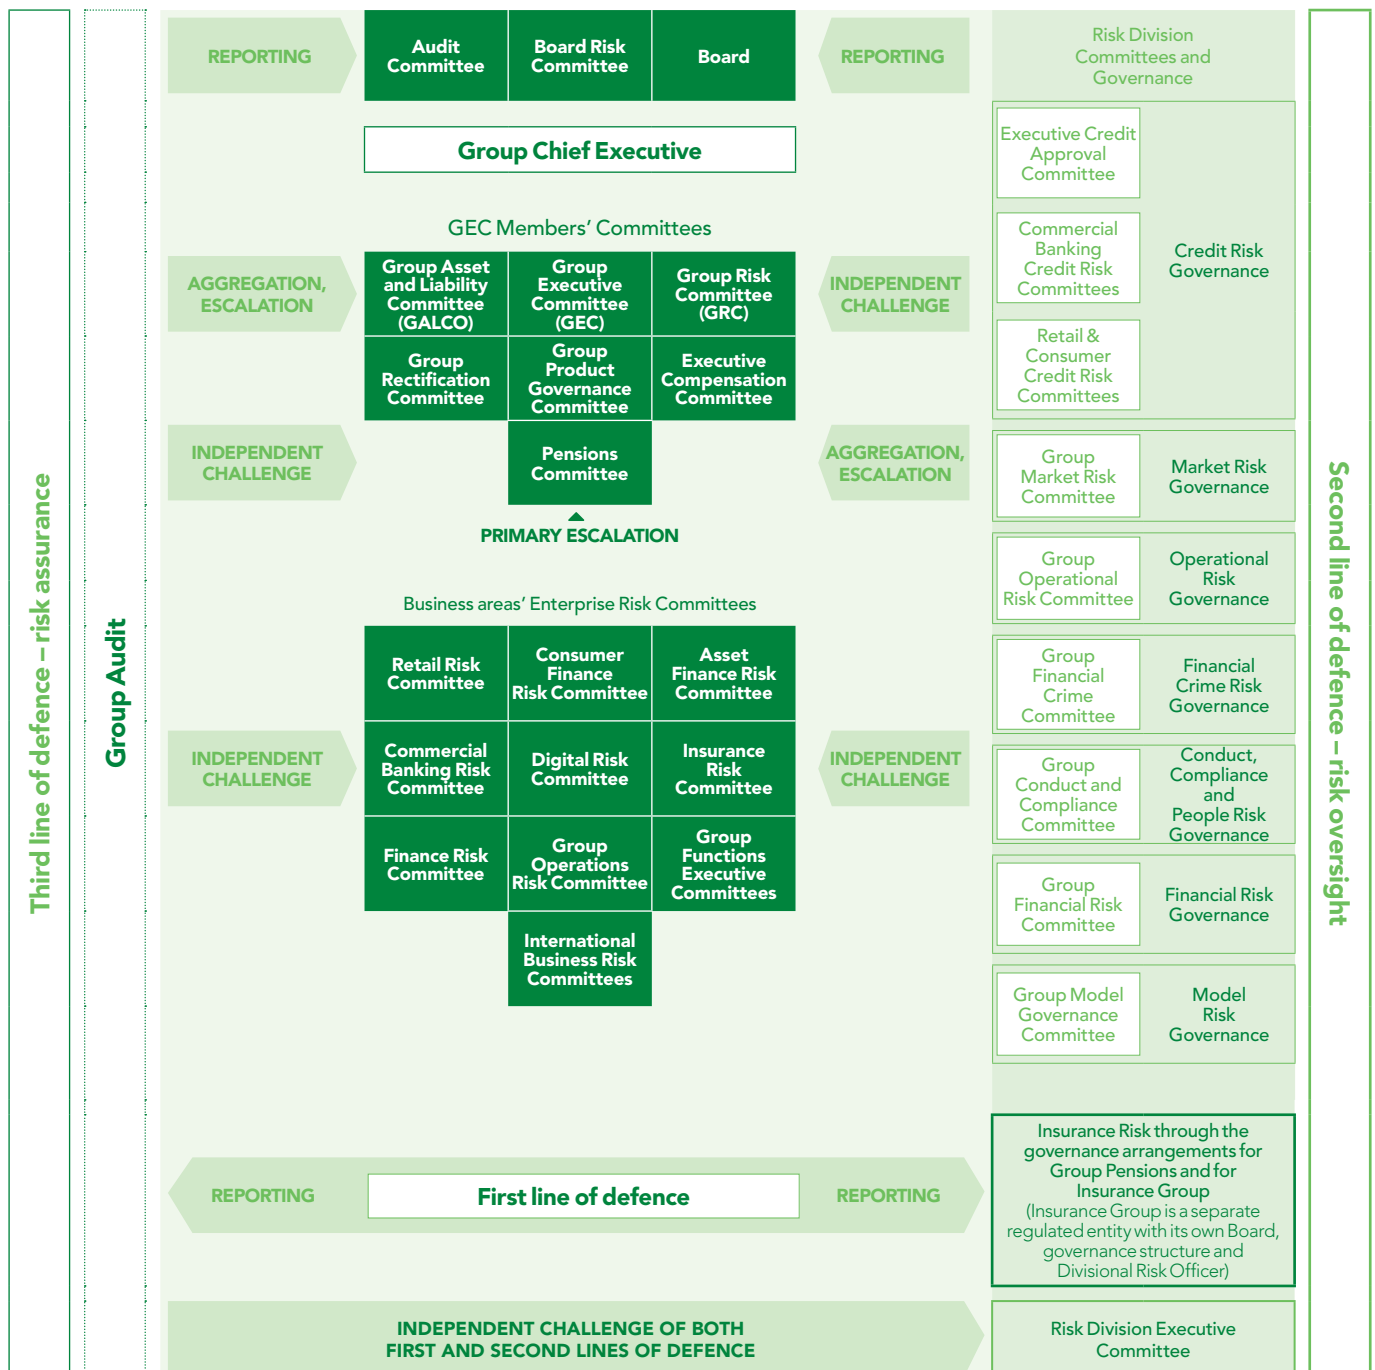 Third line of defence – risk assurance
Group Audit
REPORTING
Audit
Committee
Board Risk
Committee
Board
REPORTING
Group Chief Executive
GEC Members’ Committees
AGGREGATION,
ESCALATION
Group Asset
and Liability
Committee
(GALCO)
Group
Executive
Committee
(GEC)
Group Risk
Committee
(GRC)
INDEPENDENT
CHALLENGE
Group
Rectification
Committee
Group
Product
Governance
Committee
Executive
Compensation
Committee
INDEPENDENT
CHALLENGE
Pensions
Committee
AGGREGATION,
ESCALATION
PRIMARY ESCALATION
Business areas’ Enterprise Risk Committees
Retail Risk
Committee
Consumer
Finance
Risk Committee
Asset
Finance Risk
Committee
INDEPENDENT
CHALLENGE
Commercial
Banking Risk
Committee
Digital Risk
Committee
Insurance
Risk
Committee
INDEPENDENT
CHALLENGE
Finance Risk
Committee
Group
Operations
Risk Committee
Group
Functions
Executive
Committees
International
Business Risk
Committees
REPORTING
First line of defence
REPORTING
INDEPENDENT CHALLENGE OF BOTH
FIRST AND SECOND LINES OF DEFENCE
Risk Division
Committees and
Governance
Executive Credit
Approval
Committee
Commercial
Banking
Credit Risk
Committees
Retail &
Consumer
Credit Risk
Committees
Credit Risk
Governance
Group
Market Risk
Committee
Market Risk
Governance
Group
Operational
Risk Committee
Operational
Risk
Governance
Group
Financial
Crime
Committee
Financial
Crime Risk
Governance
Group
Conduct and
Compliance
Committee
Conduct,
Compliance
and
People Risk
Governance
Group
Financial Risk
Committee
Financial Risk
Governance
Group Model
Governance
Committee
Model
Risk
Governance
Insurance Risk through the
governance arrangements for
Group Pensions and for
Insurance Group
(Insurance Group is a separate
regulated entity with its own Board,
governance structure and
Divisional Risk Officer)
Risk Division Executive
Committee
Second line of defence – risk oversight